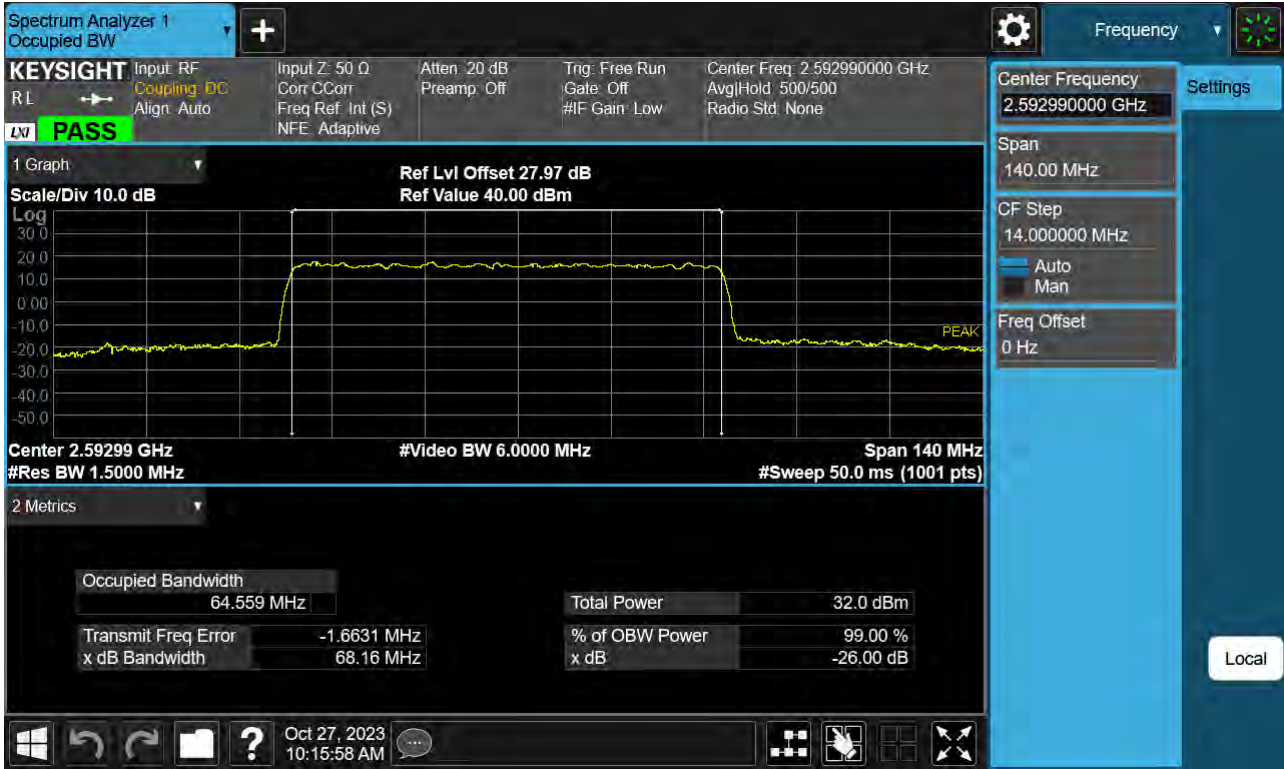 Spectrum Analyzer 1
Occupied BW
Frequency
KEYSIGHT
RL
LXI PASS
Input: RF
Coupling: DC
Align: Auto
Input Z: 50 Ω
Corr CCorr
Freq Ref: Int (S)
NFE: Adaptive
Atten: 20 dB
Preamp: Off
Trig: Free Run
Gate: Off
#IF Gain: Low
Center Freq: 2.592990000 GHz
Avg|Hold: 500/500
Radio Std: None
Center Frequency
2.592990000 GHz
Settings
Span
140.00 MHz
CF Step
14.000000 MHz
Auto
Man
Freq Offset
0 Hz
Local
1 Graph
Scale/Div 10.0 dB
Ref Lvl Offset 27.97 dB
Ref Value 40.00 dBm
Log
30.0
20.0
10.0
0.00
-10.0
-20.0
-30.0
-40.0
-50.0
PEAK
Center 2.59299 GHz
#Video BW 6.0000 MHz
Span 140 MHz
#Res BW 1.5000 MHz
#Sweep 50.0 ms (1001 pts)
2 Metrics
Occupied Bandwidth
64.559 MHz
Total Power 32.0 dBm
Transmit Freq Error -1.6631 MHz
% of OBW Power 99.00 %
x dB Bandwidth 68.16 MHz
x dB -26.00 dB
?
Oct 27, 2023
10:15:58 AM